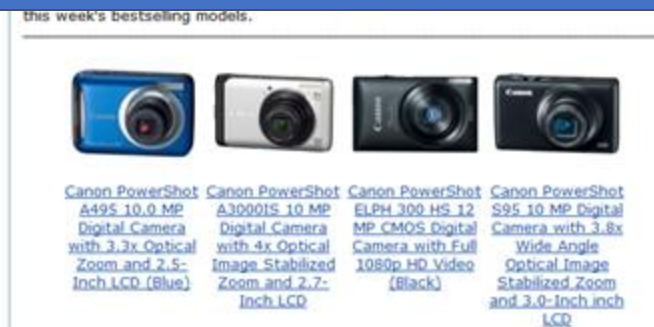 this week's bestselling models.
Canon
Canon
Canon PowerShot
A495 10.0 MP
Digital Camera
with 3.3x Optical
Zoom and 2.5-
Inch LCD (Blue)
Canon PowerShot
A3000IS 10 MP
Digital Camera
with 4x Optical
Image Stabilized
Zoom and 2.7-
Inch LCD
Canon PowerShot
ELPH 300 HS 12
MP CMOS Digital
Camera with Full
1080p HD Video
(Black)
Canon PowerShot
S95 10 MP Digital
Camera with 3.8x
Wide Angle
Optical Image
Stabilized Zoom
and 3.0-Inch inch
LCD